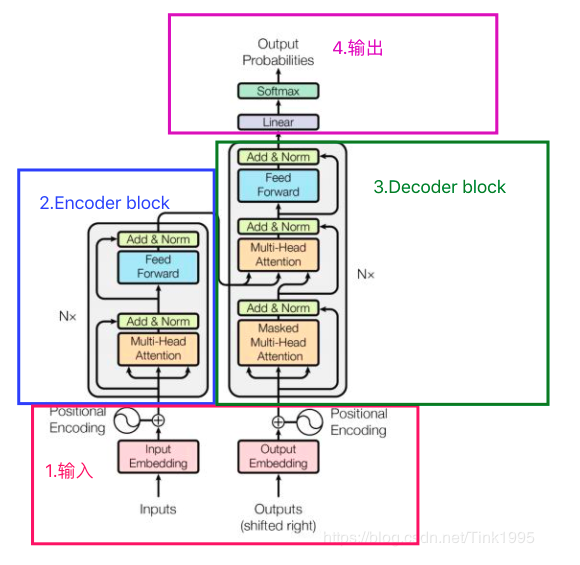 Output
Probabilities
4.输出
Softmax
Linear
Add & Norm
Feed
Forward
3.Decoder block
2.Encoder block
Add & Norm
Multi-Head
Attention
Add & Norm
Feed
Forward
N×
N×
Add & Norm
Masked
Multi-Head
Attention
Add & Norm
Multi-Head
Attention
Positional
Encoding
Positional
Encoding
1.输入
Input
Embedding
Output
Embedding
Inputs
Outputs
(shifted right)
https://blog.csdn.net/Tink1995